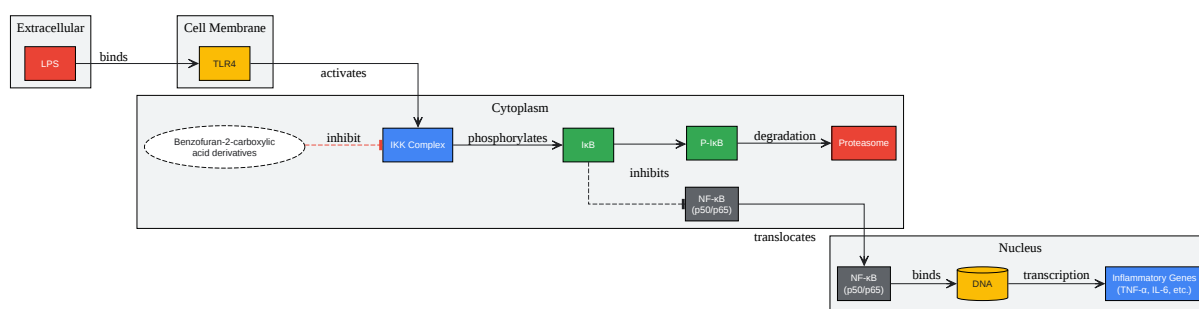 Extracellular
LPS
binds
Cell Membrane
TLR4
activates
Cytoplasm
Benzofuran-2-carboxylic
acid derivatives
inhibit
IKK Complex
phosphorylates
IκB
P-IκB
degradation
Proteasome
inhibits
NF-κB
(p50/p65)
translocates
Nucleus
NF-κB
(p50/p65)
binds
DNA
transcription
Inflammatory Genes
(TNF-α, IL-6, etc.)